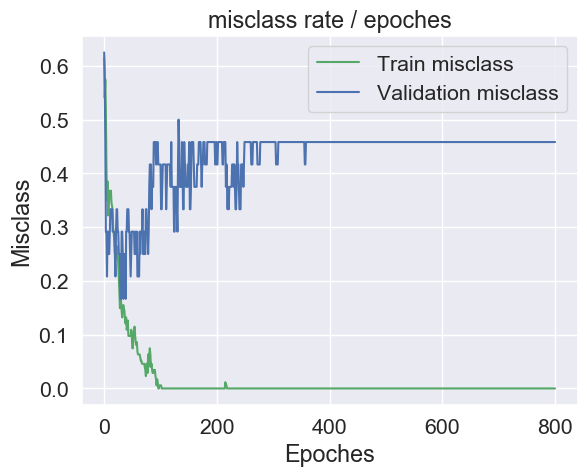 misclass rate / epoches
Train misclass
Validation misclass
0.6
0.5
0.4
0.3
0.2
0.1
0.0
Misclass
0 200 400 600 800
Epoches